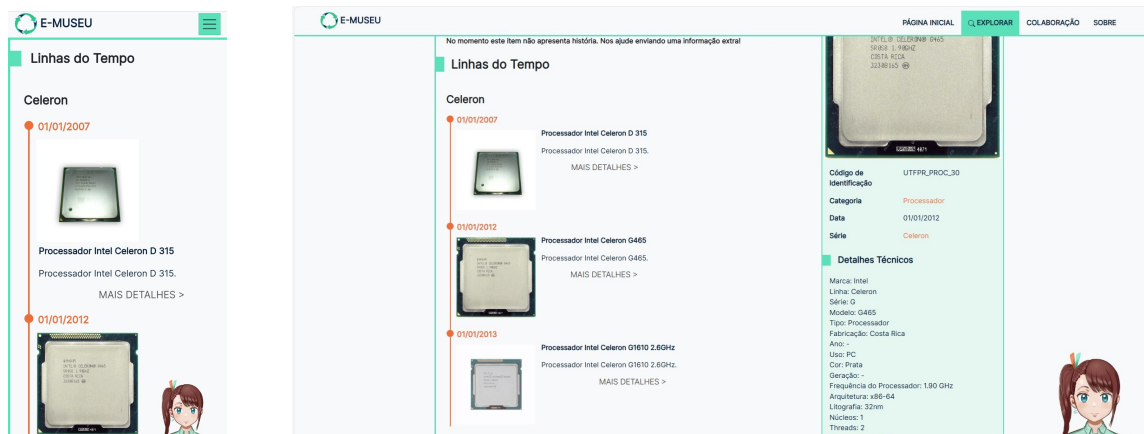 E-MUSEU
Linhas do Tempo
Celeron
01/01/2007
Processador Intel Celeron D 315
Processador Intel Celeron D 315.
MAIS DETALHES >
01/01/2012
E-MUSEU
PÁGINA INICIAL
EXPLORAR
COLABORAÇÃO
SOBRE
No momento este item não apresenta história. Nos ajude enviando uma informação extra!
Linhas do Tempo
Celeron
01/01/2007
Processador Intel Celeron D 315
Processador Intel Celeron D 315.
MAIS DETALHES >
01/01/2012
Processador Intel Celeron G465
Processador Intel Celeron G465.
MAIS DETALHES >
01/01/2013
Processador Intel Celeron G1610 2.6GHz
Processador Intel Celeron G1610 2.6GHz.
MAIS DETALHES >
INTEL® CELERON® G465
COSTA RICA
Código de Identificação
UTFPR_PROC_30
Categoria
Processador
Data
01/01/2012
Série
Celeron
Detalhes Técnicos
Marca: Intel
Linha: Celeron
Série: G
Modelo: G465
Tipo: Processador
Fabricação: Costa Rica
Ano: -
Uso: PC
Cor: Prata
Geração: -
Frequência do Processador: 1.90 GHz
Arquitetura: x86-64
Litografia: 32nm
Núcleos: 1
Threads: 2